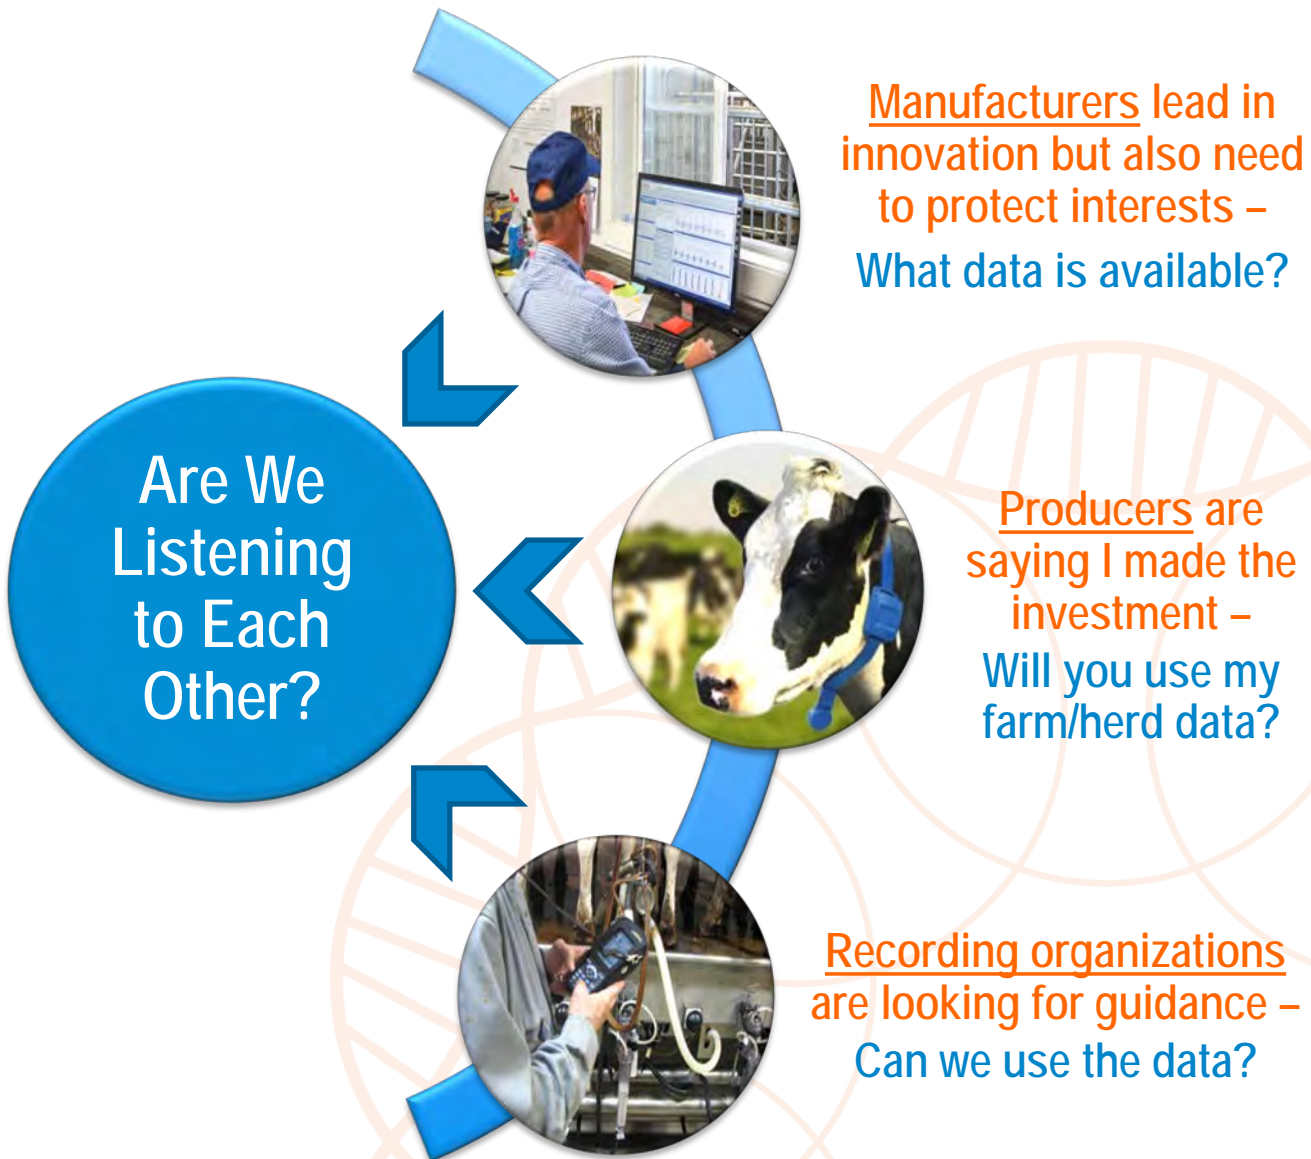 Manufacturers lead in
innovation but also need
to protect interests –
What data is available?
Are We
Listening
to Each
Other?
Producers are
saying I made the
investment –
Will you use my
farm/herd data?
Recording organizations
are looking for guidance –
Can we use the data?